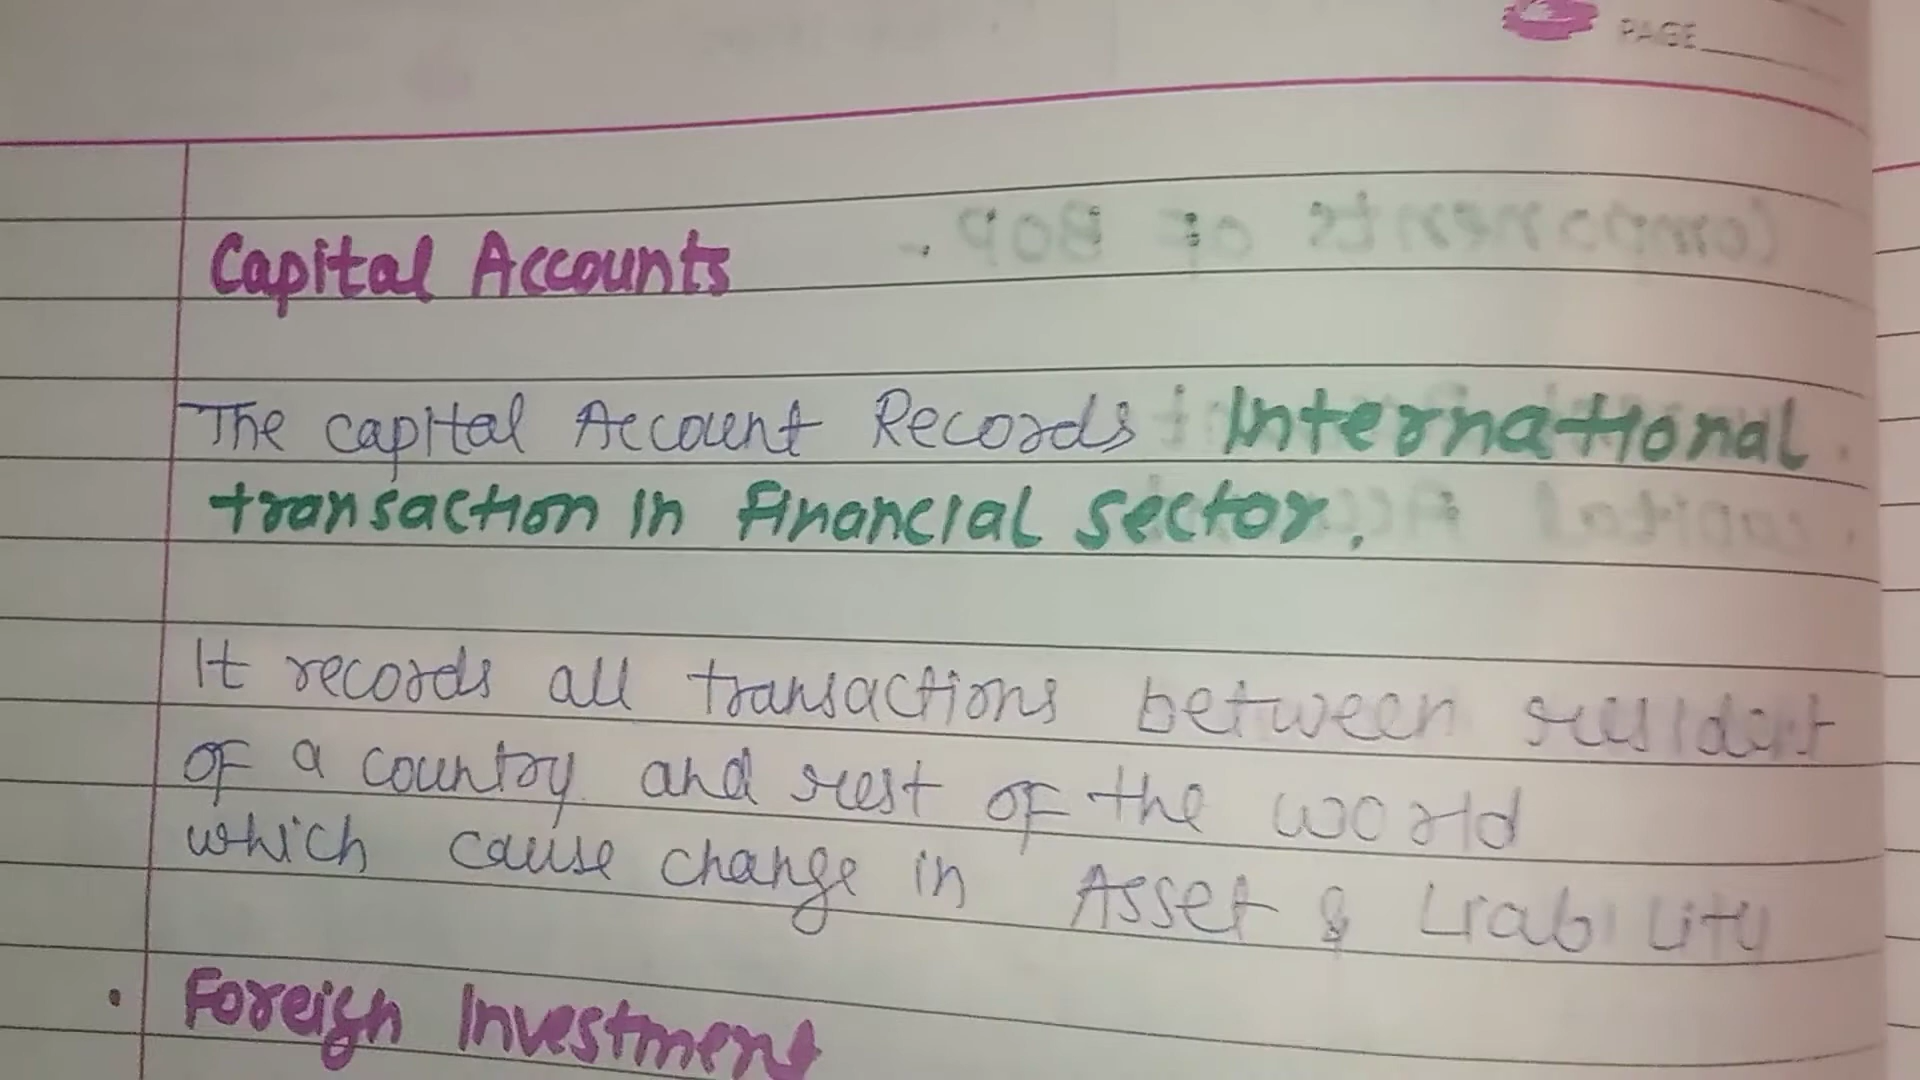 PAGE
Capital Accounts
The capital Account Records International
transaction in financial sector.
It records all transactions between resident
of a country and rest of the world
which cause change in Asset & Liability
• Foreign Investment